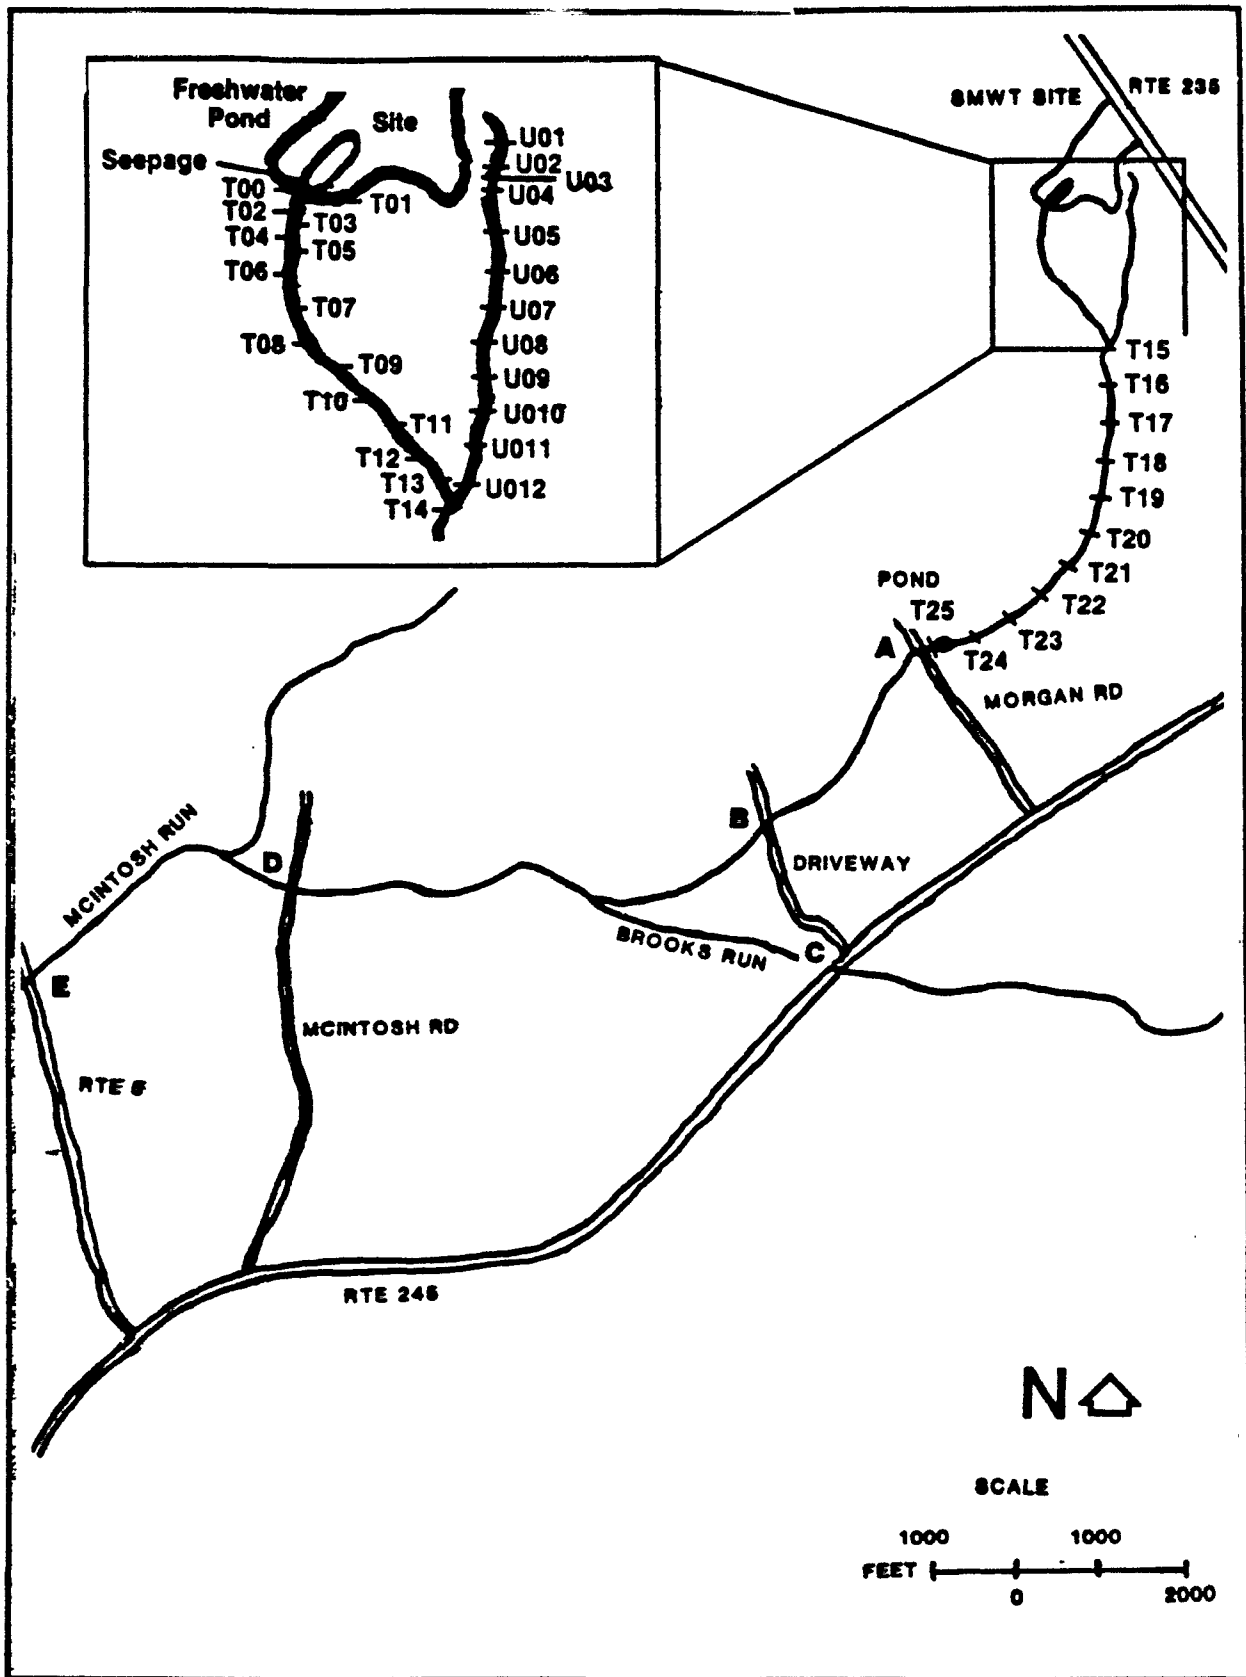 Freshwater
Pond
Site
Seepage
T00
T01
T02
T03
T04
T05
T06
T07
T08
T09
T10
T11
T12
T13
T14
U01
U02
U03
U04
U05
U06
U07
U08
U09
U010
U011
U012
SMWT SITE
RTE 235
T15
T16
T17
T18
T19
T20
T21
T22
T23
T24
POND
T25
A
MORGAN RD
B
DRIVEWAY
C
BROOKS RUN
D
MCINTOSH RUN
E
MCINTOSH RD
RTE 5
RTE 245
N
SCALE
1000 1000
FEET
0 2000